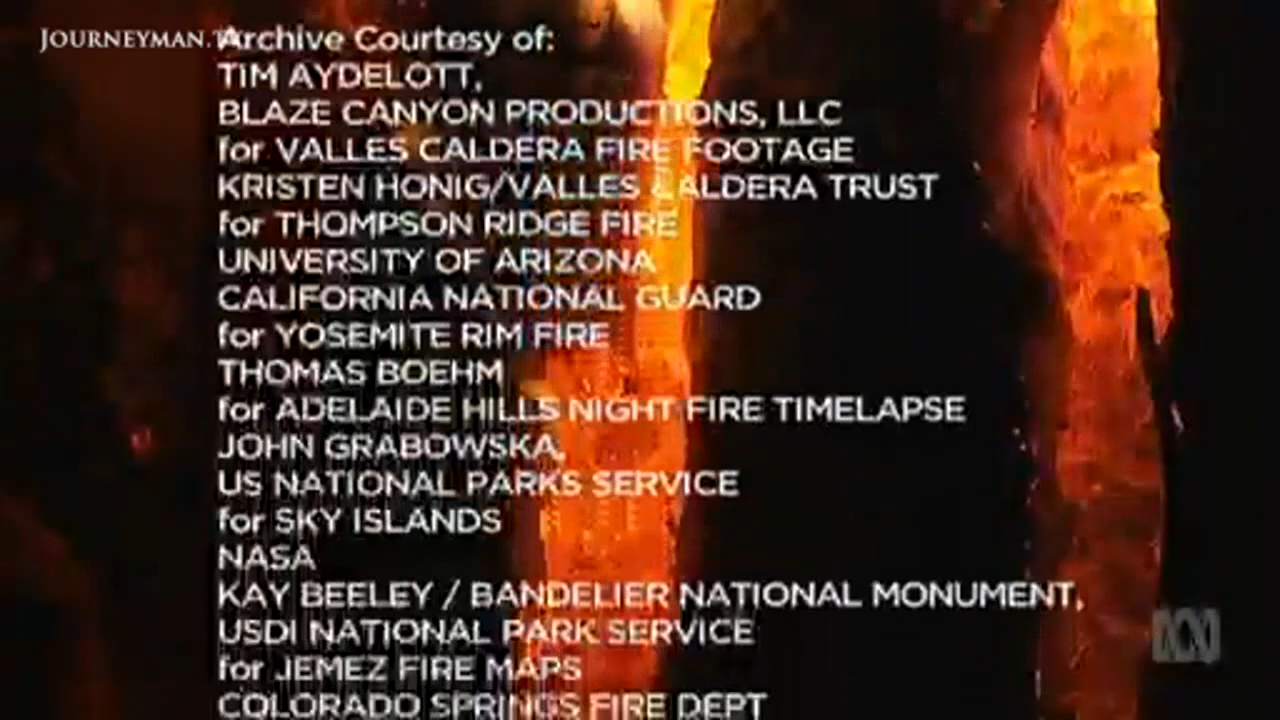 JOURNEYMAN.TV
Archive Courtesy of:
TIM AYDELOTT,
BLAZE CANYON PRODUCTIONS, LLC
for VALLES CALDERA FIRE FOOTAGE
KRISTEN HONIG/VALLES CALDERA TRUST
for THOMPSON RIDGE FIRE
UNIVERSITY OF ARIZONA
CALIFORNIA NATIONAL GUARD
for YOSEMITE RIM FIRE
THOMAS BOEHM
for ADELAIDE HILLS NIGHT FIRE TIMELAPSE
JOHN GRABOWSKA,
US NATIONAL PARKS SERVICE
for SKY ISLANDS
NASA
KAY BEELEY / BANDELIER NATIONAL MONUMENT,
USDI NATIONAL PARK SERVICE
for JEMEZ FIRE MAPS
COLORADO SPRINGS FIRE DEPT